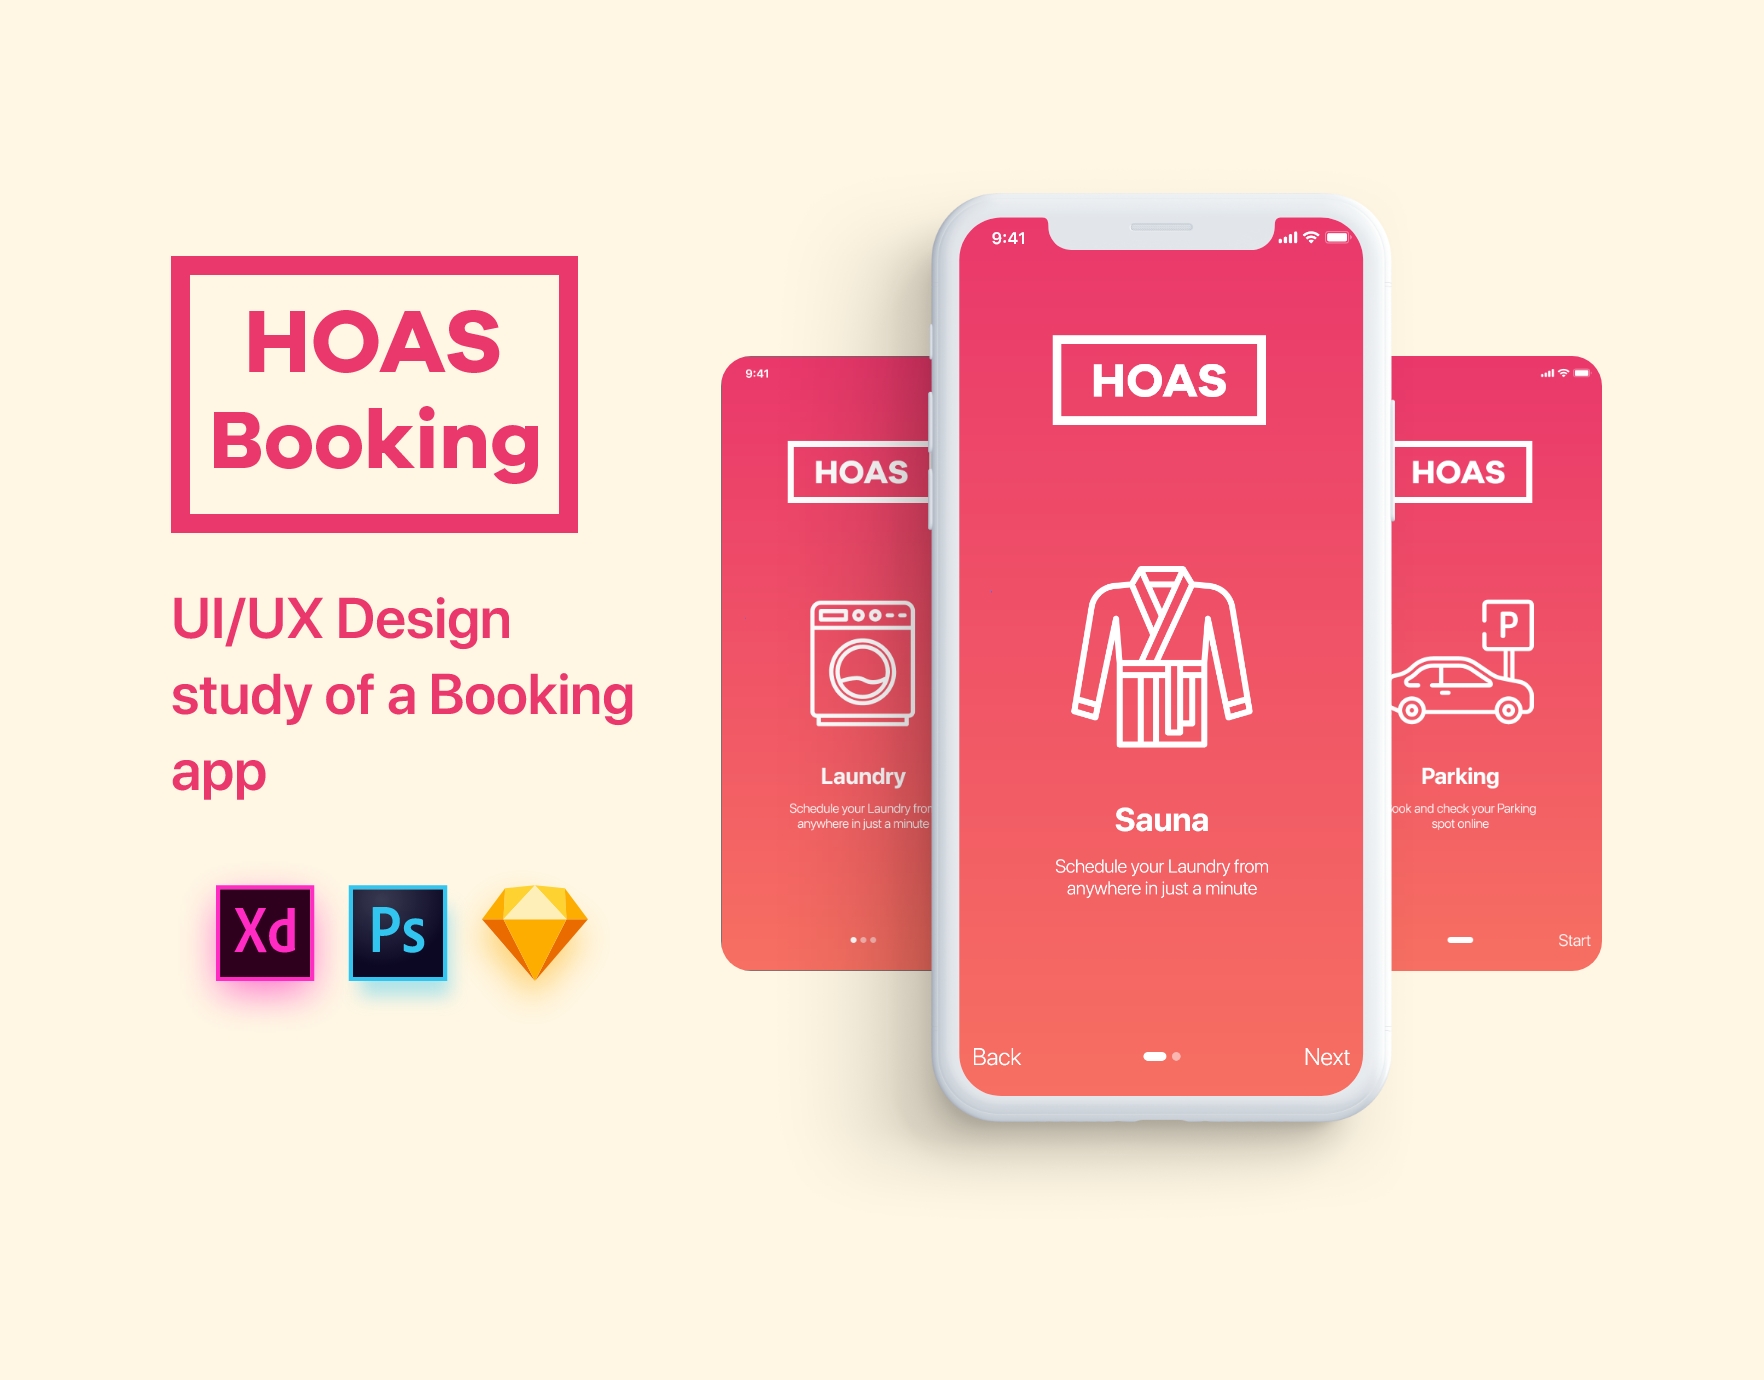 HOAS
Booking
UI/UX Design
study of a Booking
app
Xd
Ps
9:41
HOAS
Laundry
Schedule your Laundry
anywhere in just a minute
9:41
HOAS
Sauna
Schedule your Laundry from
anywhere in just a minute
Back
Next
HOAS
P
Parking
and check your Parking
spot online
Start